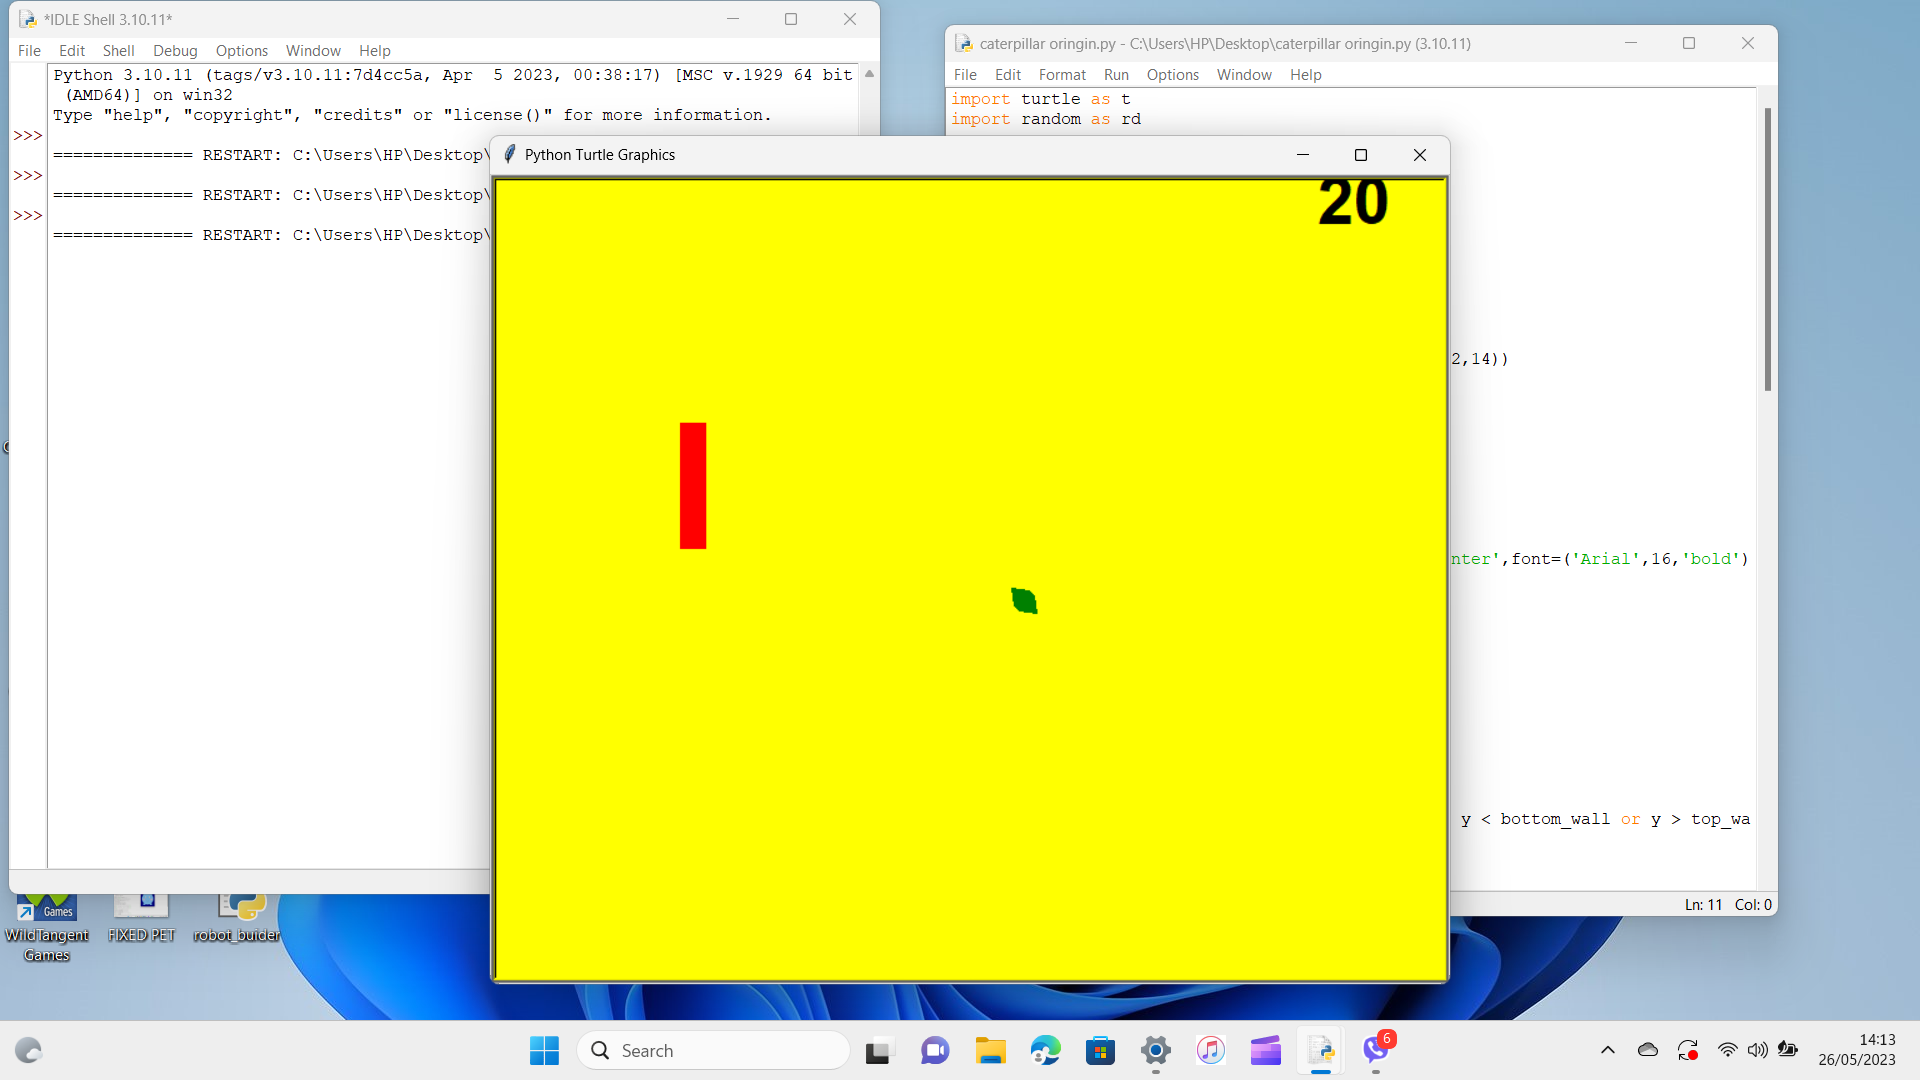 *IDLE Shell 3.10.11*
File Edit Shell Debug Options Window Help
Python 3.10.11 (tags/v3.10.11:7d4cc5a, Apr  5 2023, 00:38:17) [MSC v.1929 64 bit
(AMD64)] on win32
Type "help", "copyright", "credits" or "license()" for more information.
>>>
============== RESTART: C:\Users\HP\Desktop\
>>>
============== RESTART: C:\Users\HP\Desktop\
>>>
============== RESTART: C:\Users\HP\Desktop\
caterpillar oringin.py - C:\Users\HP\Desktop\caterpillar oringin.py (3.10.11)
File Edit Format Run Options Window Help
import turtle as t
import random as rd
2,14))
nter',font=('Arial',16,'bold')
y < bottom_wall or y > top_wa
Ln: 11 Col: 0
Python Turtle Graphics
20
Games
WildTangent
Games
FIXED PET
robot_buider
Search
6
14:13
26/05/2023